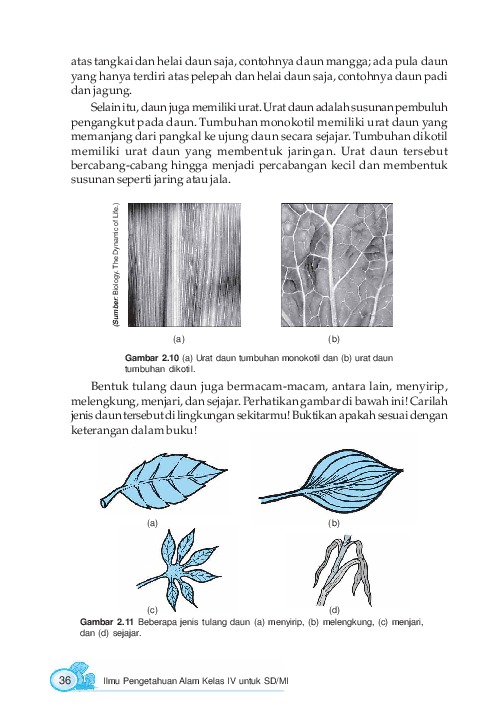 atas tangkai dan helai daun saja, contohnya daun mangga; ada pula daun
yang hanya terdiri atas pelepah dan helai daun saja, contohnya daun padi
dan jagung.
Selain itu, daun juga memiliki urat. Urat daun adalah susunan pembuluh
pengangkut pada daun. Tumbuhan monokotil memiliki urat daun yang
memanjang dari pangkal ke ujung daun secara sejajar. Tumbuhan dikotil
memiliki urat daun yang membentuk jaringan. Urat daun tersebut
bercabang-cabang hingga menjadi percabangan kecil dan membentuk
susunan seperti jaring atau jala.
(Sumber: Biology, The Dynamic of Life.)
(a)
(b)
Gambar 2.10 (a) Urat daun tumbuhan monokotil dan (b) urat daun
tumbuhan dikotil.
Bentuk tulang daun juga bermacam-macam, antara lain, menyirip,
melengkung, menjari, dan sejajar. Perhatikan gambar di bawah ini! Carilah
jenis daun tersebut di lingkungan sekitarmu! Buktikan apakah sesuai dengan
keterangan dalam buku!
(a)
(b)
(c)
(d)
Gambar 2.11 Beberapa jenis tulang daun (a) menyirip, (b) melengkung, (c) menjari,
dan (d) sejajar.
36
Ilmu Pengetahuan Alam Kelas IV untuk SD/MI